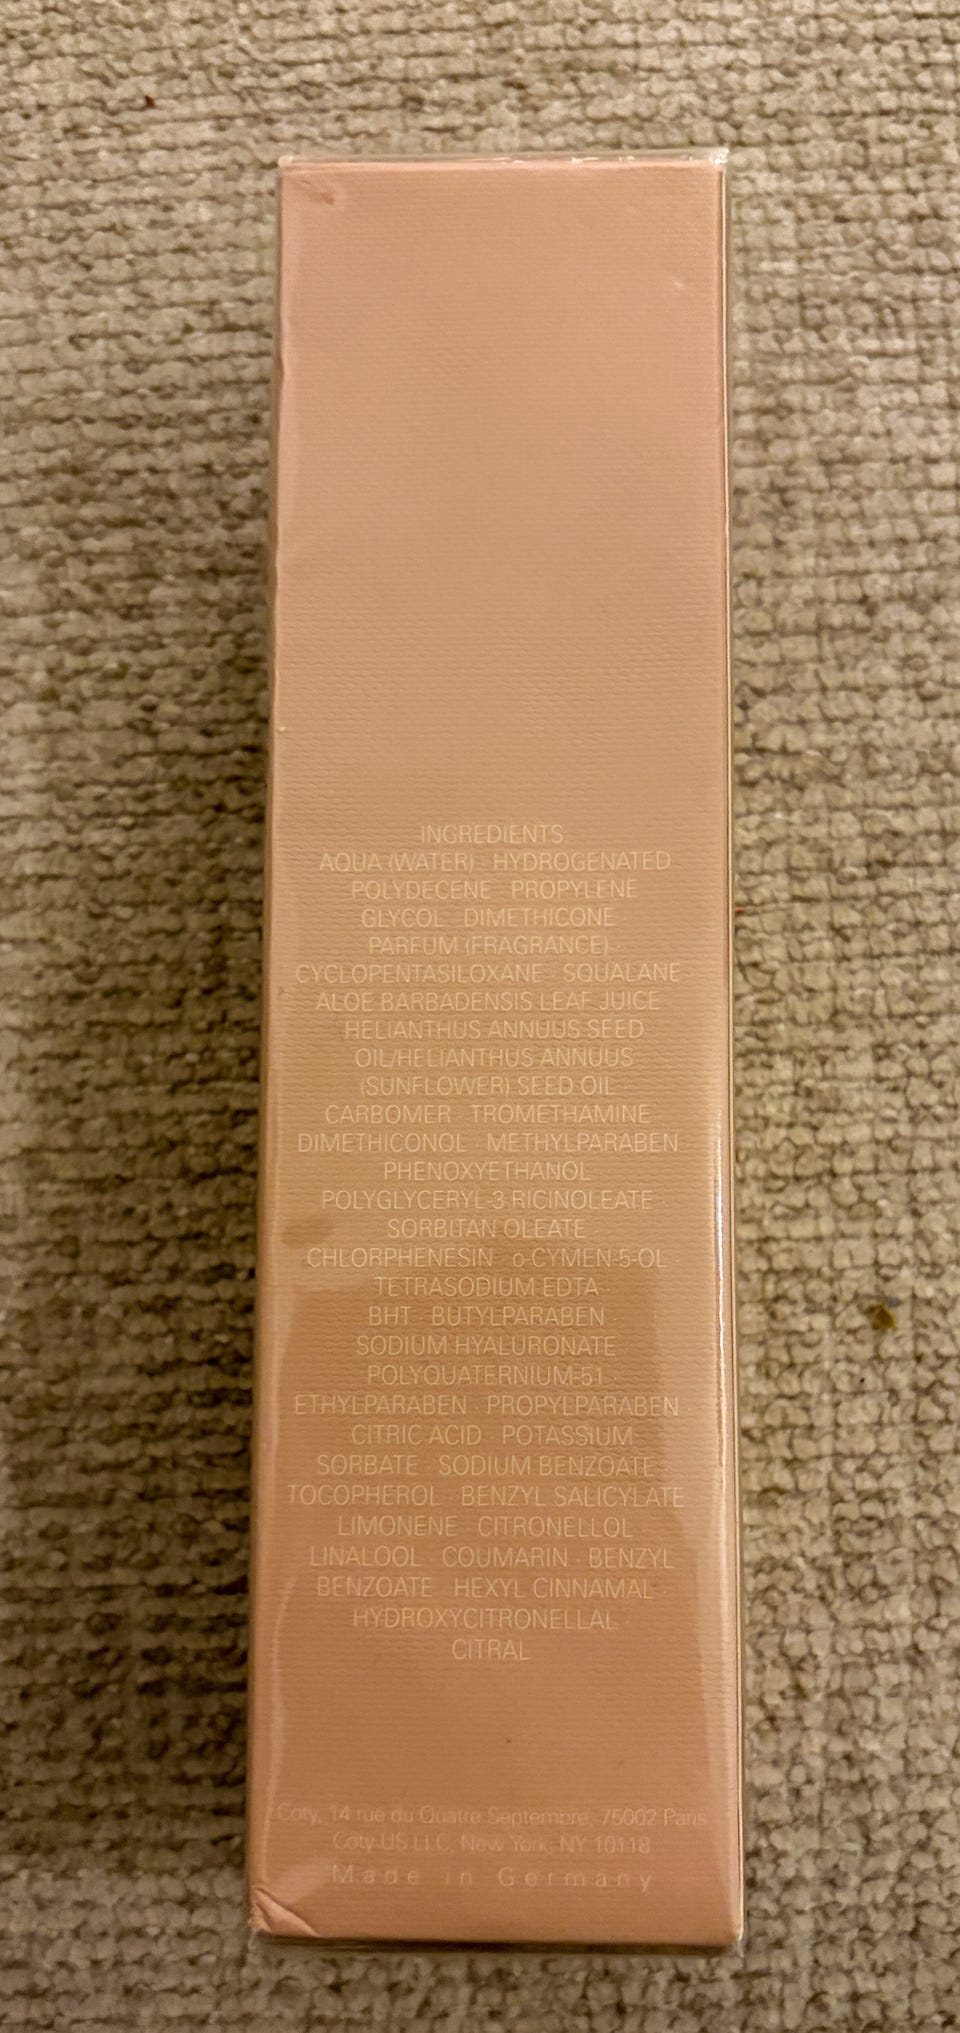 INGREDIENTS
AQUA (WATER) · HYDROGENATED
POLYDECENE · PROPYLENE
GLYCOL · DIMETHICONE
PARFUM (FRAGRANCE) ·
CYCLOPENTASILOXANE · SQUALANE
ALOE BARBADENSIS LEAF JUICE ·
HELIANTHUS ANNUUS SEED
OIL/HELIANTHUS ANNUUS
(SUNFLOWER) SEED OIL
CARBOMER · TROMETHAMINE ·
DIMETHICONOL · METHYLPARABEN
PHENOXYETHANOL
POLYGLYCERYL-3 RICINOLEATE ·
SORBITAN OLEATE
CHLORPHENESIN · o-CYMEN-5-OL ·
TETRASODIUM EDTA ·
BHT · BUTYLPARABEN
SODIUM HYALURONATE
POLYQUATERNIUM-51 ·
ETHYLPARABEN · PROPYLPARABEN ·
CITRIC ACID · POTASSIUM
SORBATE · SODIUM BENZOATE
TOCOPHEROL · BENZYL SALICYLATE
LIMONENE · CITRONELLOL
LINALOOL · COUMARIN · BENZYL
BENZOATE · HEXYL CINNAMAL
HYDROXYCITRONELLAL ·
CITRAL
Coty, 14 rue du Quatre Septembre, 75002 Paris
Coty US LLC, New York, NY 10118
Made in Germany